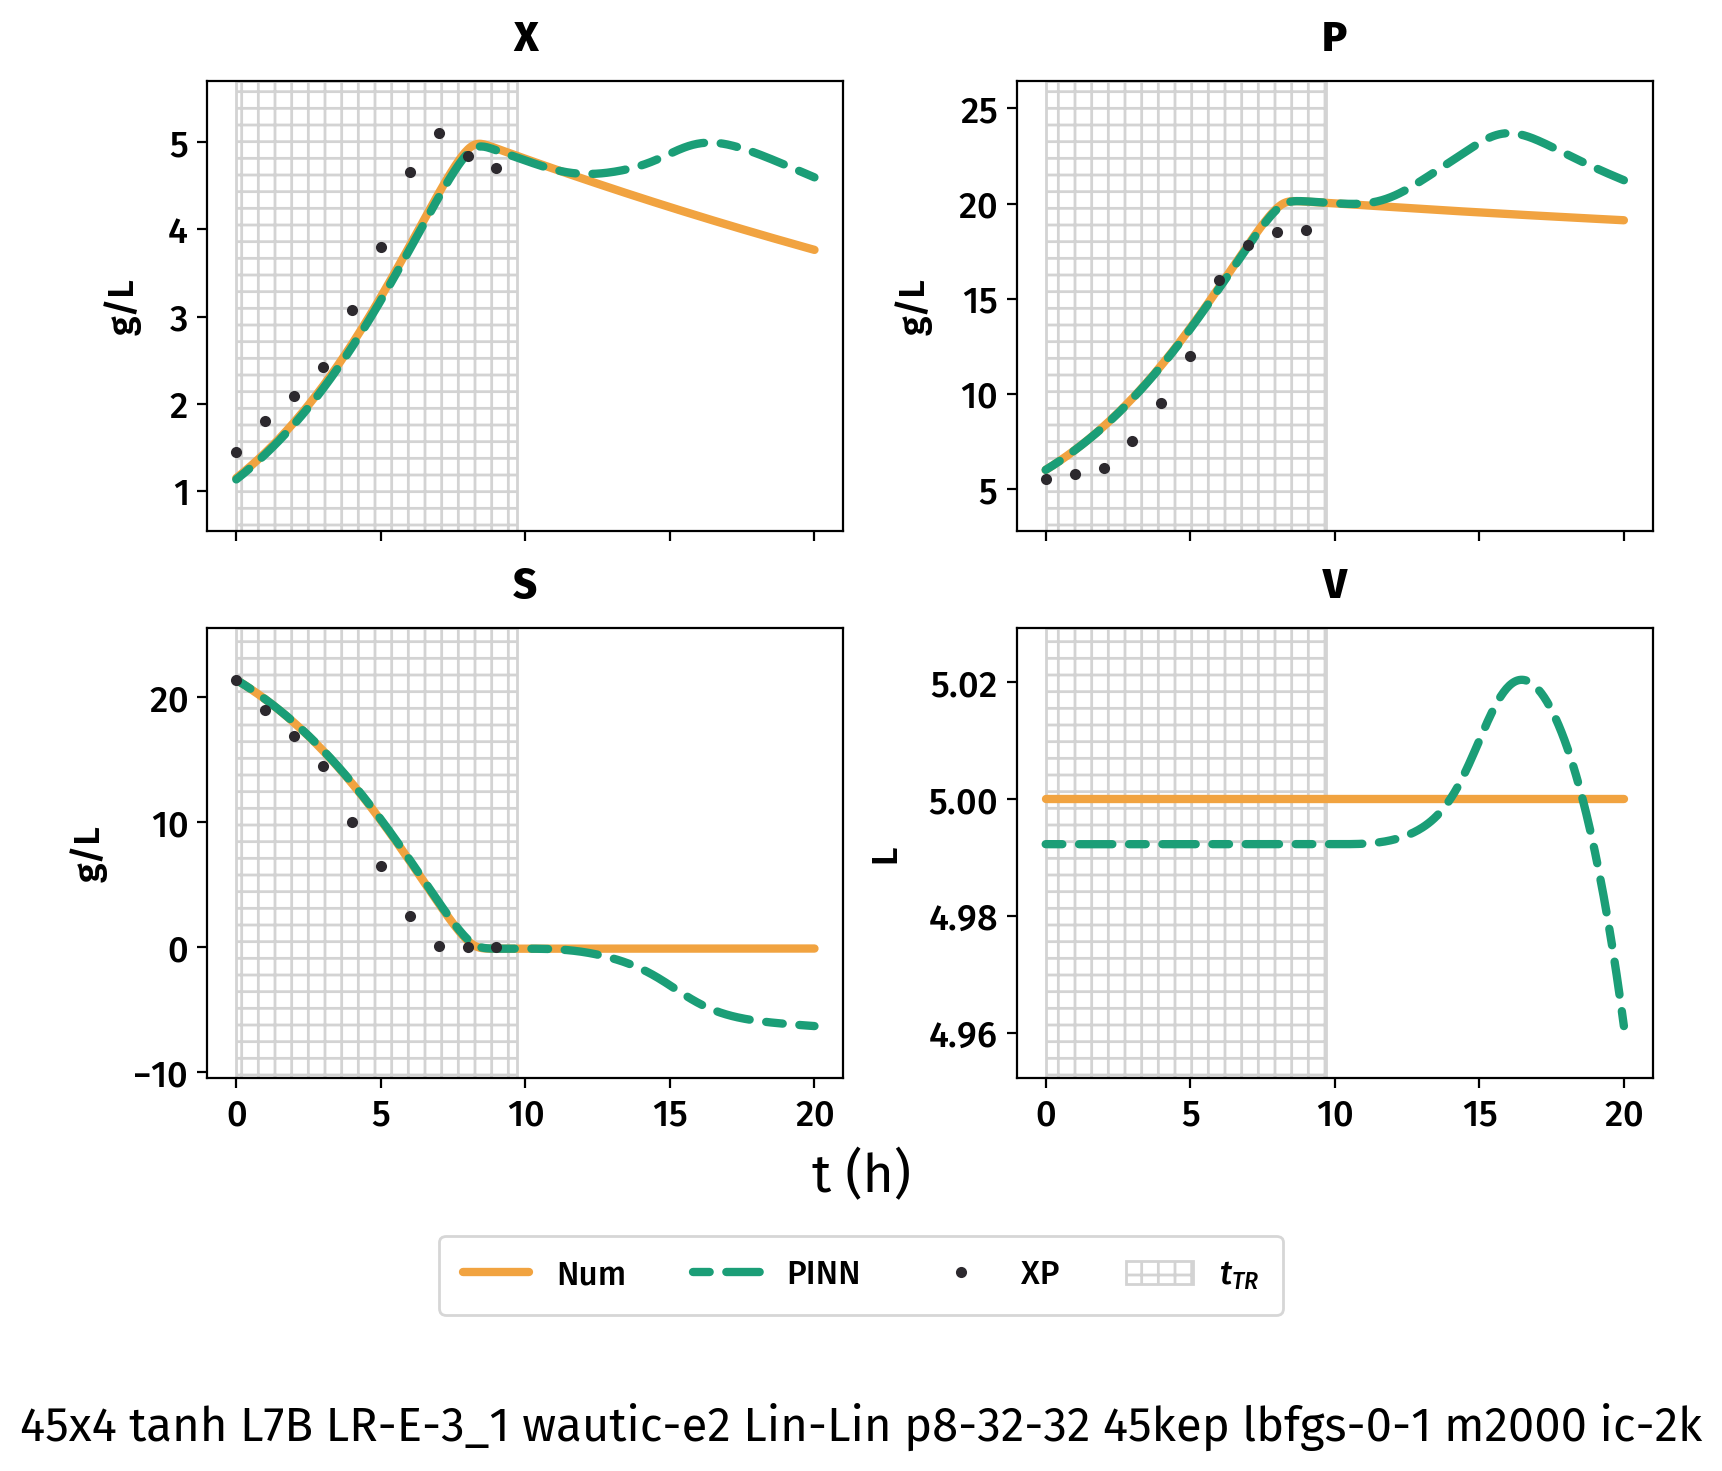 X
P
5
4
3
2
1
g/L
25
20
15
10
5
g/L
S
V
20
10
0
−10
g/L
0 5 10 15 20
5.02
5.00
4.98
4.96
L
0 5 10 15 20
t (h)
Num PINN XP tTR
45x4 tanh L7B LR-E-3_1 wautic-e2 Lin-Lin p8-32-32 45kep lbfgs-0-1 m2000 ic-2k